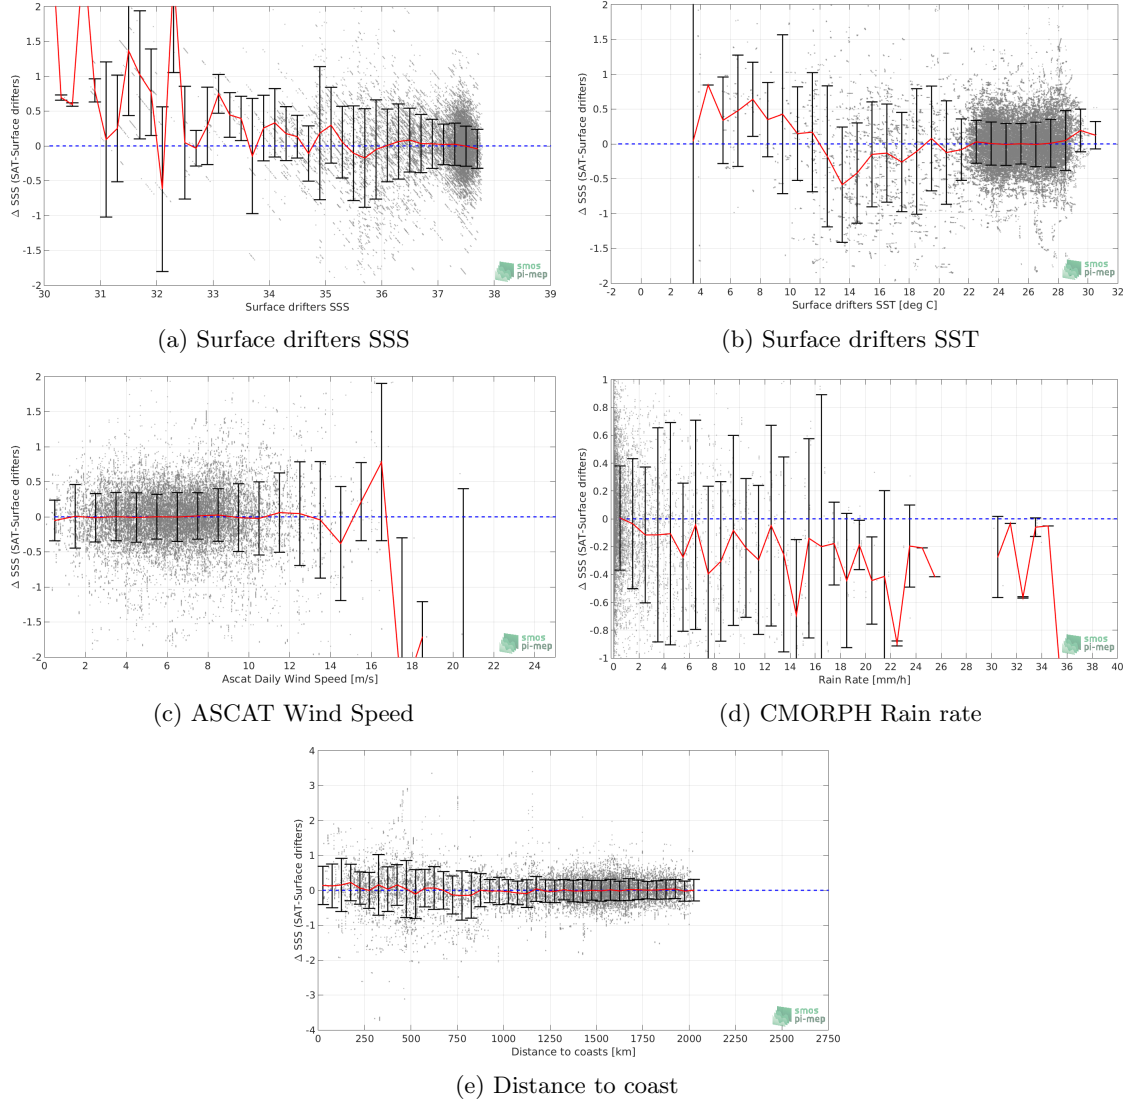 2
1.5
1
0.5
0
-0.5
-1
-1.5
-2
Δ SSS (SAT-Surface drifters)
30 31 32 33 34 35 36 37 38 39
Surface drifters SSS
smos
pi-mep
(a) Surface drifters SSS
2
1.5
1
0.5
0
-0.5
-1
-1.5
-2
Δ SSS (SAT-Surface drifters)
-2 0 2 4 6 8 10 12 14 16 18 20 22 24 26 28 30 32
Surface drifters SST [deg C]
smos
pi-mep
(b) Surface drifters SST
2
1.5
1
0.5
0
-0.5
-1
-1.5
-2
Δ SSS (SAT-Surface drifters)
0 2 4 6 8 10 12 14 16 18 20 22 24
Ascat Daily Wind Speed [m/s]
smos
pi-mep
(c) ASCAT Wind Speed
1
0.8
0.6
0.4
0.2
0
-0.2
-0.4
-0.6
-0.8
-1
Δ SSS (SAT-Surface drifters)
0 2 4 6 8 10 12 14 16 18 20 22 24 26 28 30 32 34 36 38 40
Rain Rate [mm/h]
smos
pi-mep
(d) CMORPH Rain rate
4
3
2
1
0
-1
-2
-3
-4
Δ SSS (SAT-Surface drifters)
0 250 500 750 1000 1250 1500 1750 2000 2250 2500 2750
Distance to coasts [km]
smos
pi-mep
(e) Distance to coast